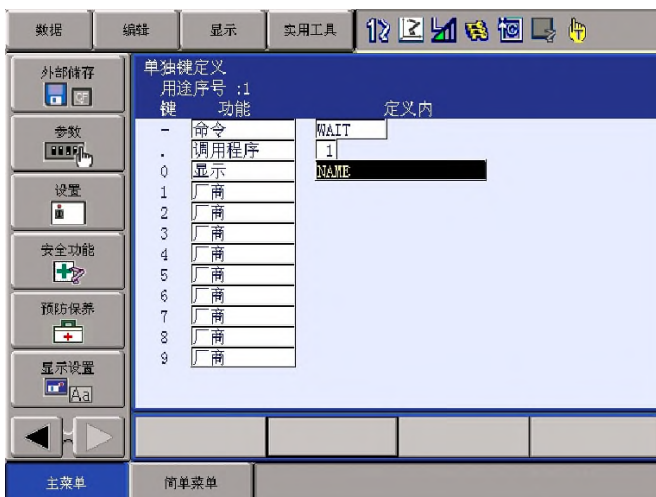 数据 编辑 显示 实用工具
外部储存
CF
参数
设置
安全功能
预防保养
显示设置
Aa
主菜单 简单菜单
单独键定义
用途序号 :1
键 功能 定义内
- 命令 WAIT
. 调用程序 1
0 显示 NAME
1 厂商
2 厂商
3 厂商
4 厂商
5 厂商
6 厂商
7 厂商
8 厂商
9 厂商